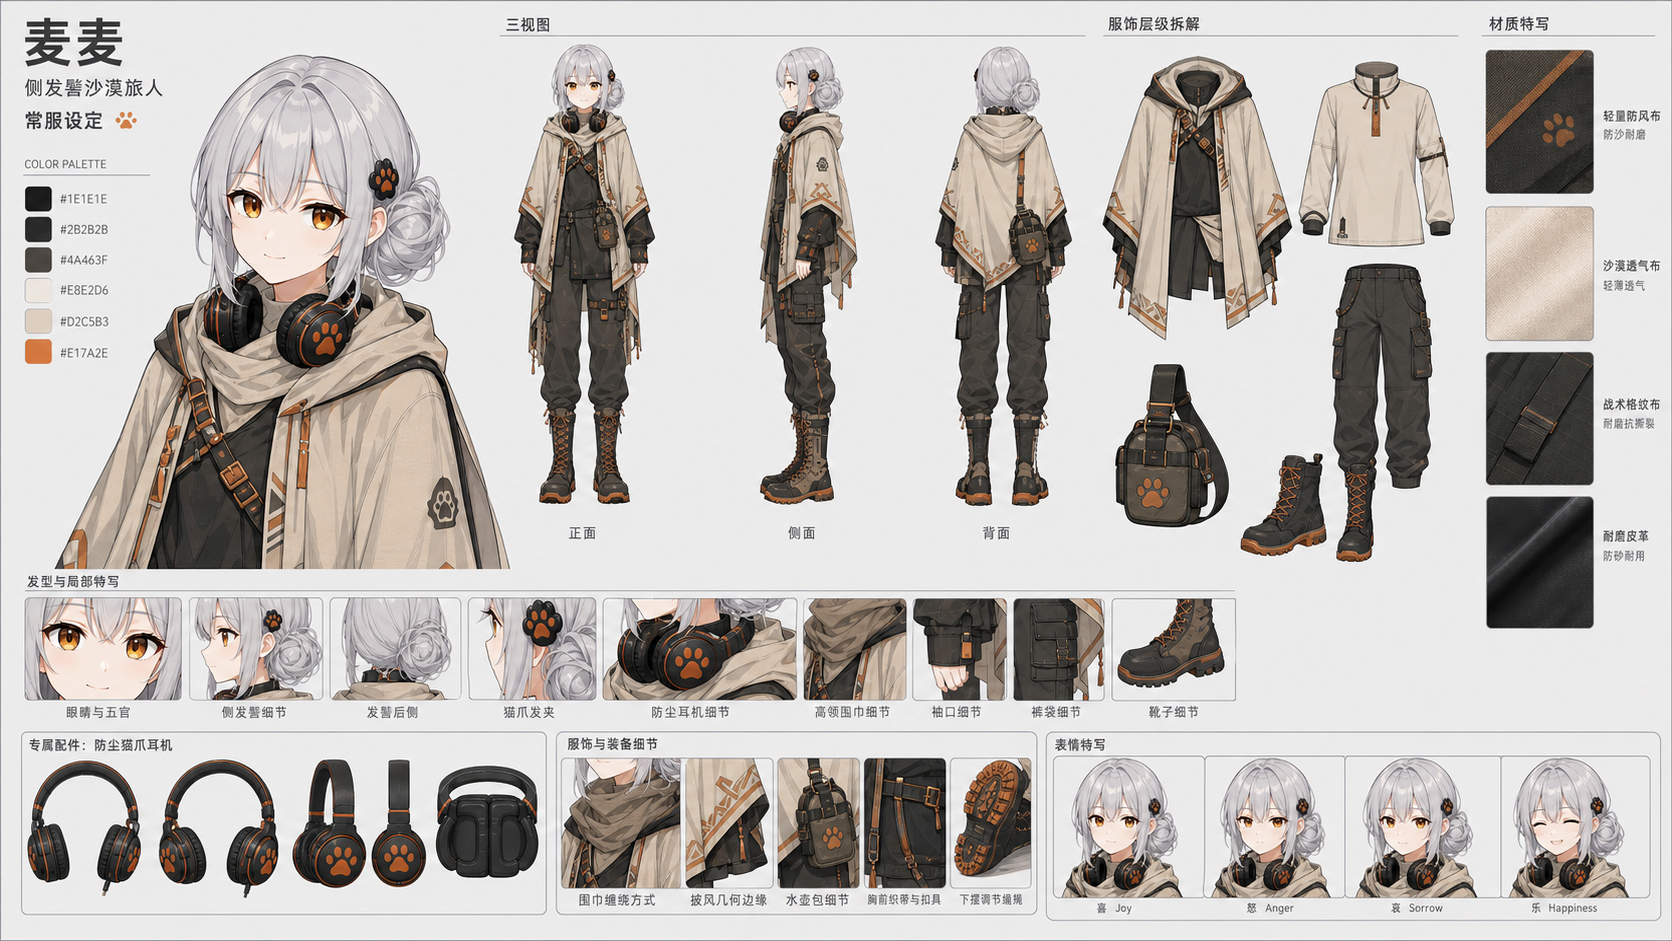 麦麦
侧发髻沙漠旅人
常服设定
COLOR PALETTE
#1E1E1E
#2B2B2B
#4A463F
#E8E2D6
#D2C5B3
#E17A2E
三视图
正面
侧面
背面
服饰层级拆解
材质特写
轻量防风布
防沙耐磨
沙漠透气布
轻薄透气
战术格纹布
耐磨抗撕裂
耐磨皮革
防砂耐用
发型与局部特写
眼睛与五官
侧发髻细节
发髻后侧
猫爪发夹
防尘耳机细节
高领围巾细节
袖口细节
裤袋细节
靴子细节
专属配件：防尘猫爪耳机
服饰与装备细节
围巾缠绕方式
披风几何边缘
水壶包细节
胸前织带与扣具
下摆调节绳绳
表情特写
喜 Joy
怒 Anger
哀 Sorrow
乐 Happiness